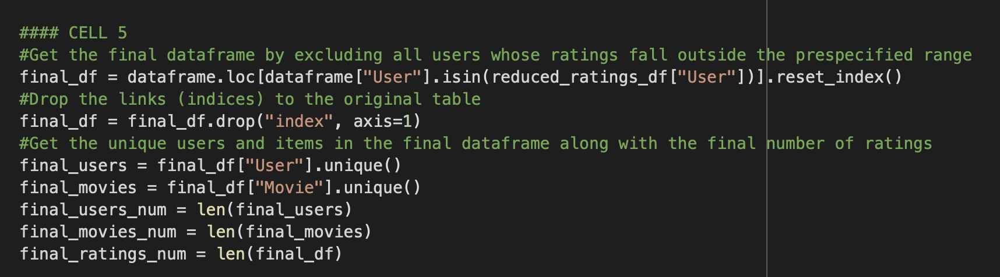 #### CELL 5
#Get the final dataframe by excluding all users whose ratings fall outside the prespecified range
final_df = dataframe.loc[dataframe["User"].isin(reduced_ratings_df["User"])].reset_index()
#Drop the links (indices) to the original table
final_df = final_df.drop("index", axis=1)
#Get the unique users and items in the final dataframe along with the final number of ratings
final_users = final_df["User"].unique()
final_movies = final_df["Movie"].unique()
final_users_num = len(final_users)
final_movies_num = len(final_movies)
final_ratings_num = len(final_df)